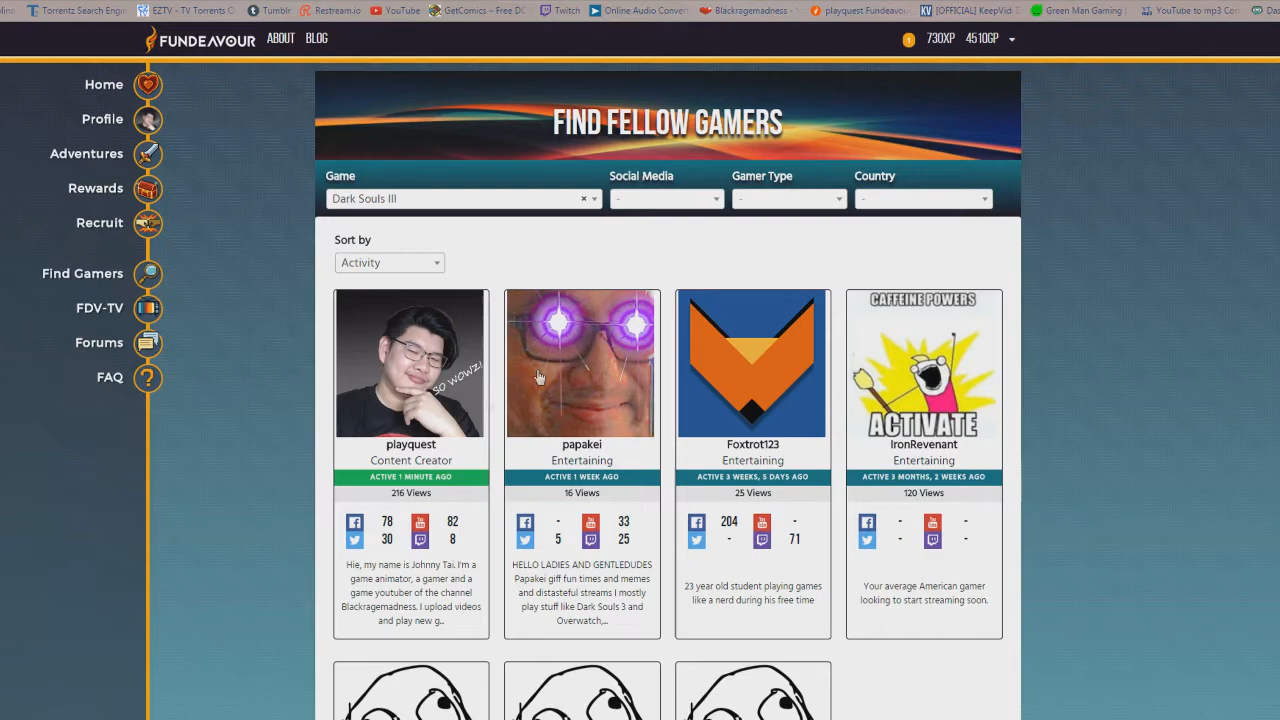 Torrentz Search Engin
EZTV - TV Torrents O
Tumblr
Restream.io
YouTube
GetComics – Free DC
Twitch
Online Audio Convert
Blackragemadness -
playquest Fundeavour
[OFFICIAL] KeepVid:
Green Man Gaming
YouTube to mp3 Con
FUNDEAVOUR
ABOUT
BLOG
1
730XP
4510GP
Home
Profile
Adventures
Rewards
Recruit
Find Gamers
FDV-TV
Forums
FAQ
FIND FELLOW GAMERS
Game
Social Media
Gamer Type
Country
Dark Souls III
-
-
-
Sort by
Activity
SO WOWZ!
playquest
Content Creator
ACTIVE 1 MINUTE AGO
216 Views
78
82
30
8
Hie, my name is Johnny Tai. I'm a
game animator, a gamer and a
game youtuber of the channel
Blackragemadness. I upload videos
and play new g...
papakei
Entertaining
ACTIVE 1 WEEK AGO
16 Views
-
33
5
25
HELLO LADIES AND GENTLEDUDES
Papakei giff fun times and memes
and distasteful streams I mostly
play stuff like Dark Souls 3 and
Overwatch,...
Foxtrot123
Entertaining
ACTIVE 3 WEEKS, 5 DAYS AGO
25 Views
204
-
-
71
23 year old student playing games
like a nerd during his free time
CAFFEINE POWERS
ACTIVATE
IronRevenant
Entertaining
ACTIVE 3 MONTHS, 2 WEEKS AGO
120 Views
-
-
-
-
Your average American gamer
looking to start streaming soon.